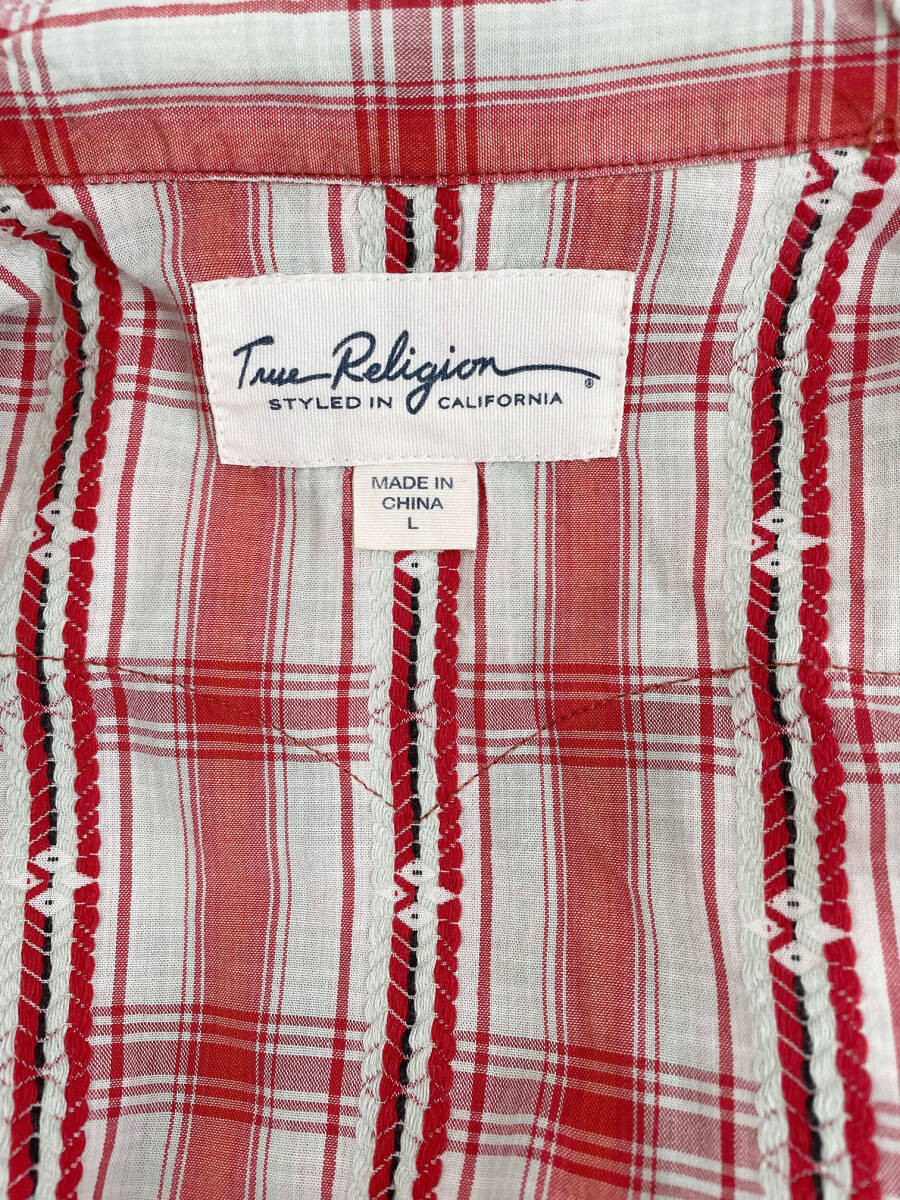 True Religion®
STYLED IN CALIFORNIA
MADE IN
CHINA
L